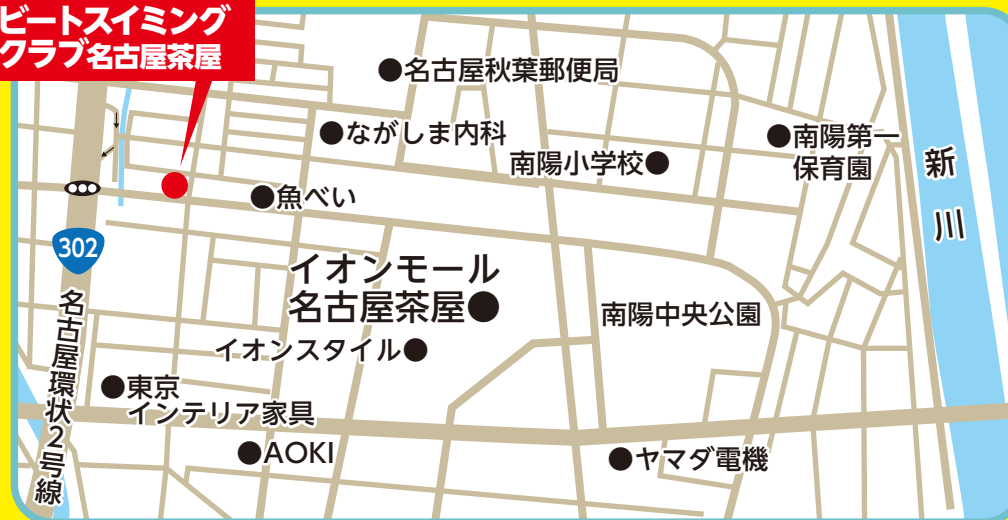 ビートスイミング
クラブ名古屋茶屋
名古屋秋葉郵便局
ながしま内科
南陽小学校
南陽第一
保育園
新川
魚べい
302
イオンモール
名古屋茶屋
南陽中央公園
イオンスタイル
名古屋環状2号線
東京
インテリア家具
AOKI
ヤマダ電機